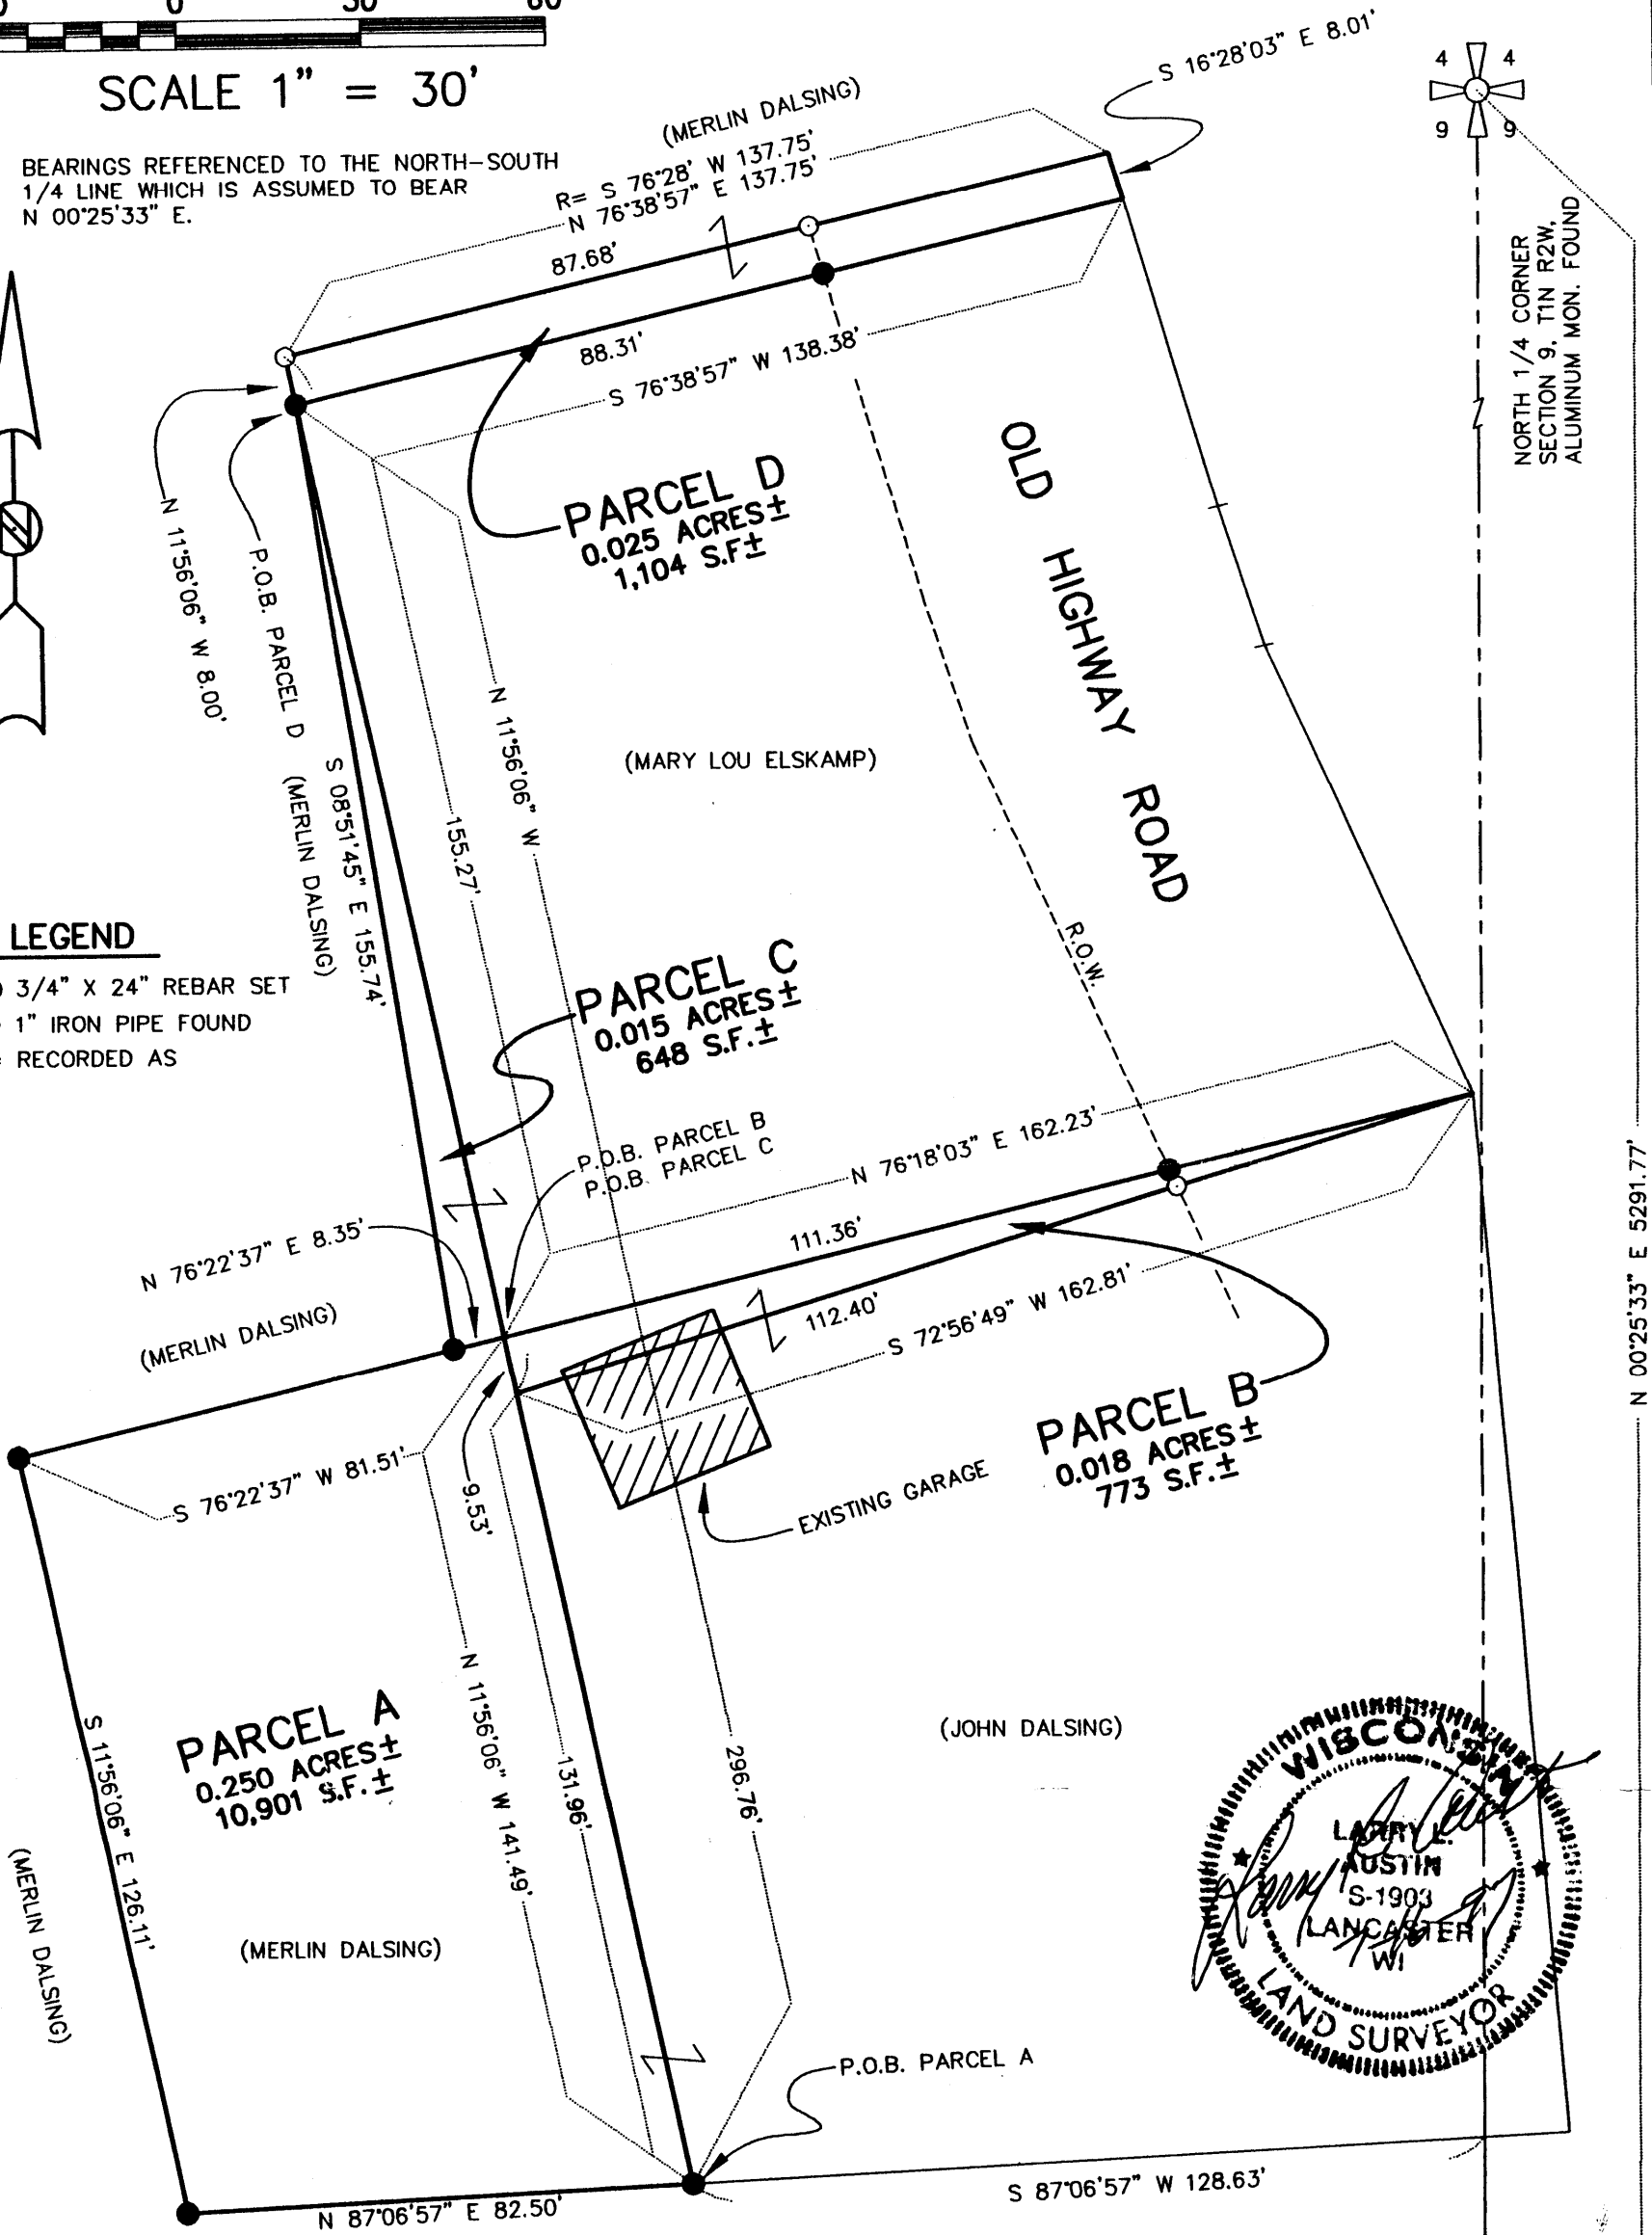 0 30 60
SCALE 1" = 30'
BEARINGS REFERENCED TO THE NORTH-SOUTH
1/4 LINE WHICH IS ASSUMED TO BEAR
N 00°25'33" E.
(MERLIN DALSING)
R= S 76°28' W 137.75'
N 76°38'57" E 137.75'
87.68'
S 16°28'03" E 8.01'
4 4
9 9
NORTH 1/4 CORNER
SECTION 9, T1N R2W,
ALUMINUM MON. FOUND
88.31'
S 76°38'57" W 138.38'
N 11°56'06" W 8.00'
P.O.B. PARCEL D
PARCEL D
0.025 ACRES±
1,104 S.F±
OLD HIGHWAY ROAD
(MERLIN DALSING)
S 08°51'45" E 155.74'
155.27'
N 11°56'06" W
296.76'
(MARY LOU ELSKAMP)
LEGEND
3/4" X 24" REBAR SET
1" IRON PIPE FOUND
RECORDED AS
PARCEL C
0.015 ACRES±
648 S.F.±
R.O.W.
P.O.B. PARCEL B
P.O.B. PARCEL C
N 76°18'03" E 162.23'
111.36'
N 76°22'37" E 8.35'
(MERLIN DALSING)
112.40'
S 72°56'49" W 162.81'
N 00°25'33" E 5291.77'
PARCEL B
0.018 ACRES±
773 S.F.±
S 76°22'37" W 81.51'
9.53'
EXISTING GARAGE
N 11°56'06" W 141.49'
131.96'
PARCEL A
0.250 ACRES±
10,901 S.F.±
S 11°56'06" E 126.11'
(MERLIN DALSING)
(MERLIN DALSING)
(JOHN DALSING)
WISCONSIN
LARRY L.
AUSTIN
S-1903
LANCASTER
WI
LAND SURVEYOR
P.O.B. PARCEL A
N 87°06'57" E 82.50'
S 87°06'57" W 128.63'